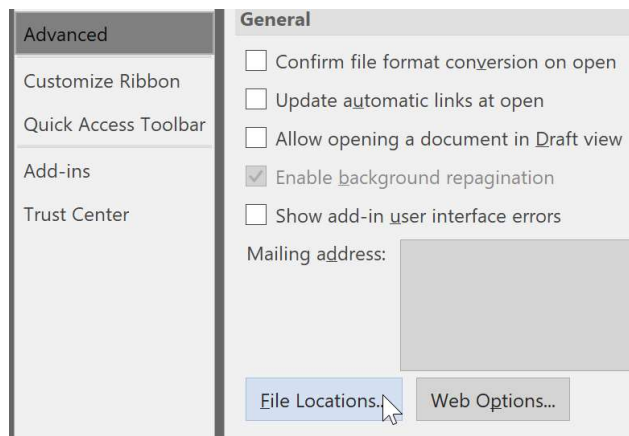 Advanced
Customize Ribbon
Quick Access Toolbar
Add-ins
Trust Center
General
Confirm file format conversion on open
Update automatic links at open
Allow opening a document in Draft view
Enable background repagination
Show add-in user interface errors
Mailing address:
File Locations...
Web Options...